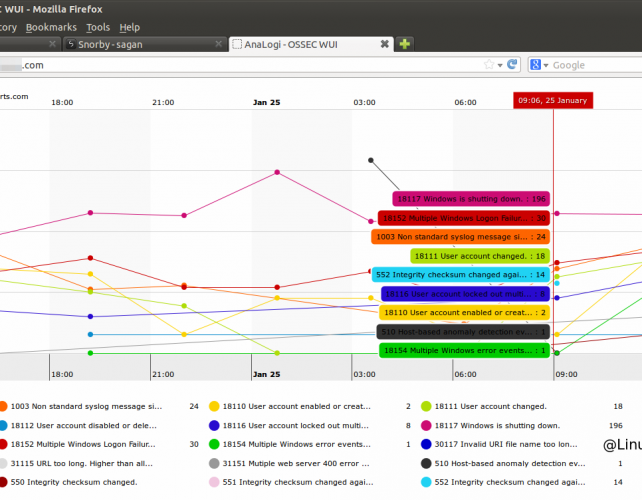 WUI - Mozilla Firefox
tory Bookmarks Tools Help
Snorby - sagan
AnaLogi - OSSEC WUI
.com
Google
rts.com
18:00 21:00 Jan 25 03:00 06:00
09:06, 25 January
18117 Windows is shutting down. : 196
18152 Multiple Windows Logon Failur... : 30
1003 Non standard syslog message si... : 24
18111 User account changed. : 18
552 Integrity checksum changed agai... : 14
18116 User account locked out multi... : 8
18110 User account enabled or creat... : 2
510 Host-based anomaly detection ev... : 1
18154 Multiple Windows error events... : 1
18:00 21:00 Jan 25 03:00 06:00 09:00
1003 Non standard syslog message si... 24 18110 User account enabled or creat... 2 18111 User account changed. 18
18112 User account disabled or dele... 18116 User account locked out multi... 8 18117 Windows is shutting down. 196
18152 Multiple Windows Logon Failur... 30 18154 Multiple Windows error events... 1 30117 Invalid URI file name too lon...
31115 URL too long. Higher than all... 31151 Mutiple web server 400 error ... 510 Host-based anomaly detection ev... 1
550 Integrity checksum changed. 551 Integrity checksum changed agai... 552 Integrity checksum changed agai... 14
@Linu